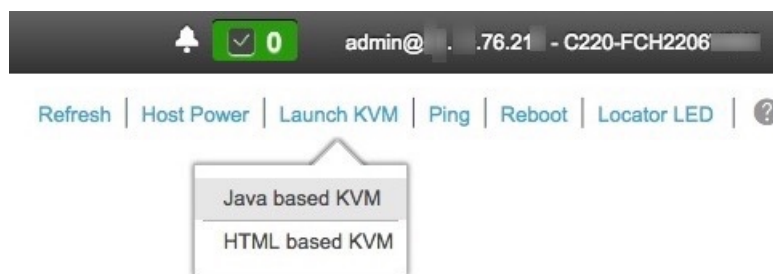 0 admin@ . .76.21 - C220-FCH2206
Refresh | Host Power | Launch KVM | Ping | Reboot | Locator LED | ?
Java based KVM
HTML based KVM